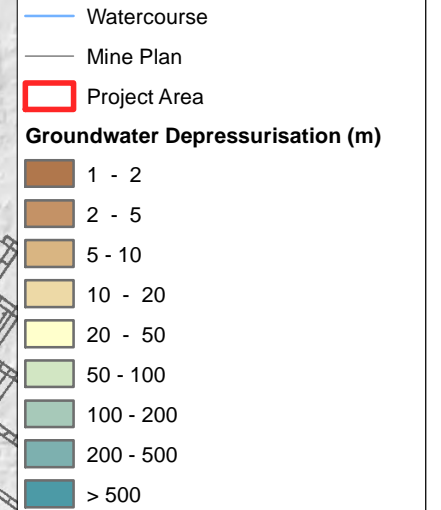 Watercourse
Mine Plan
Project Area
Groundwater Depressurisation (m)
1 - 2
2 - 5
5 - 10
10 - 20
20 - 50
50 - 100
100 - 200
200 - 500
> 500